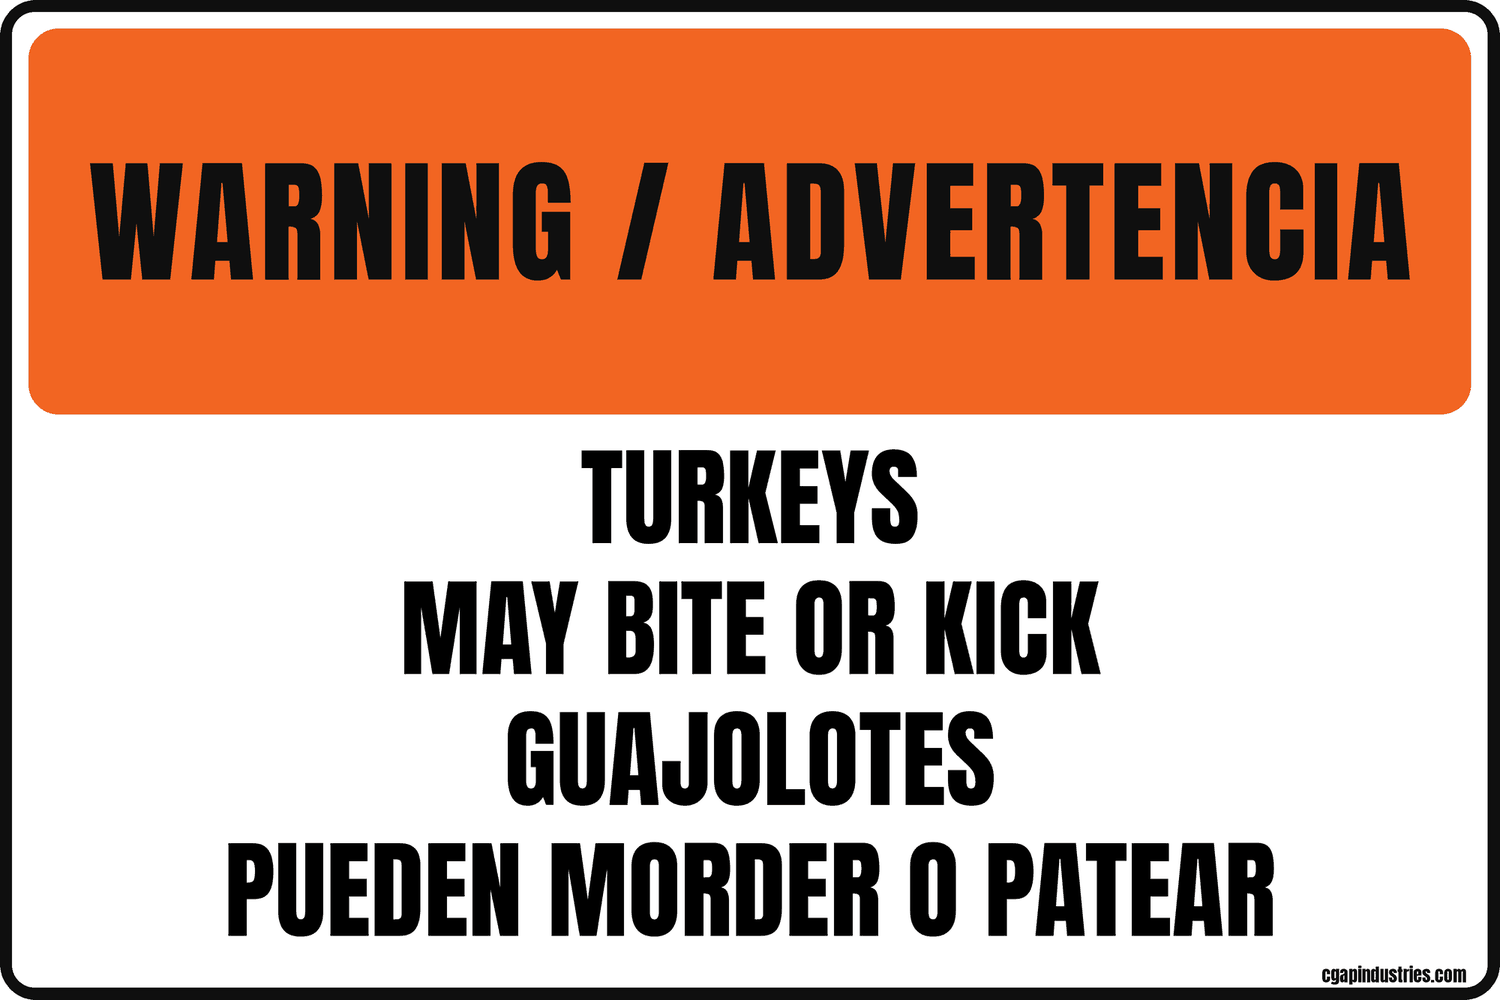 WARNING / ADVERTENCIA
TURKEYS
MAY BITE OR KICK
GUAJOLOTES
PUEDEN MORDER O PATEAR
cgapindustries.com